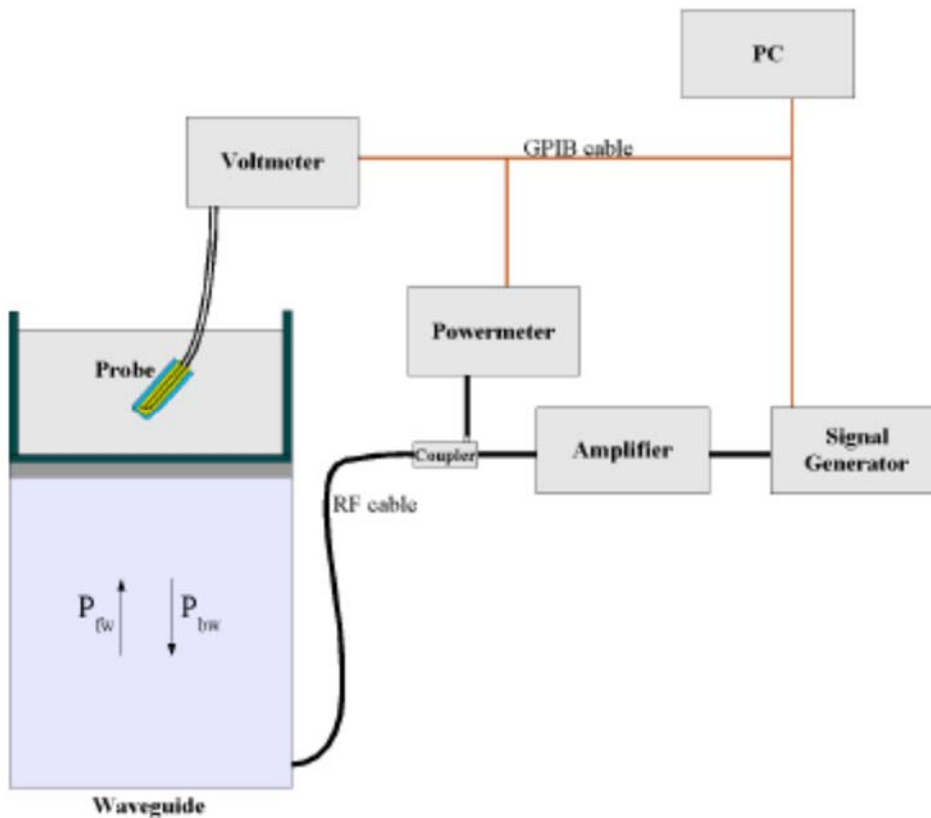 PC
GPIB cable
Voltmeter
Powermeter
Probe
Coupler
Amplifier
Signal
Generator
RF cable
P fw
P bw
Waveguide